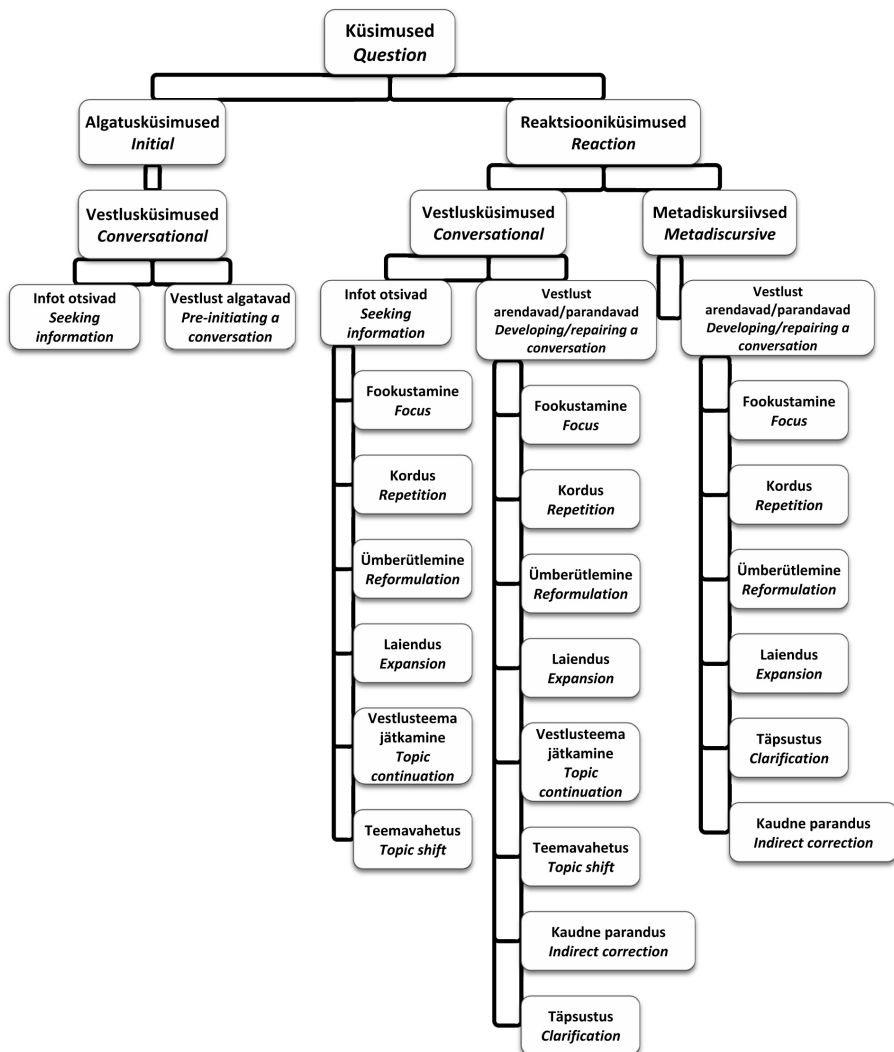 Küsimused
Question
Algatusküsimused
Initial
Reaktsiooniküsimused
Reaction
Vestlusküsimused
Conversational
Vestlusküsimused
Conversational
Metadiskursiivsed
Metadiscursive
Infot otsivad
Seeking
information
Vestlust algatavad
Pre-initiating a
conversation
Infot otsivad
Seeking
information
Vestlust
arendavad/parandavad
Developing/repairing a
conversation
Vestlust
arendavad/parandavad
Developing/repairing a
conversation
Fookustamine
Focus
Kordus
Repetition
Ümberütlemine
Reformulation
Laiendus
Expansion
Vestlusteema
jätkamine
Topic
continuation
Teemavahetus
Topic shift
Fookustamine
Focus
Kordus
Repetition
Ümberütlemine
Reformulation
Laiendus
Expansion
Vestlusteema
jätkamine
Topic
continuation
Teemavahetus
Topic shift
Kaudne parandus
Indirect correction
Täpsustus
Clarification
Fookustamine
Focus
Kordus
Repetition
Ümberütlemine
Reformulation
Laiendus
Expansion
Täpsustus
Clarification
Kaudne parandus
Indirect correction